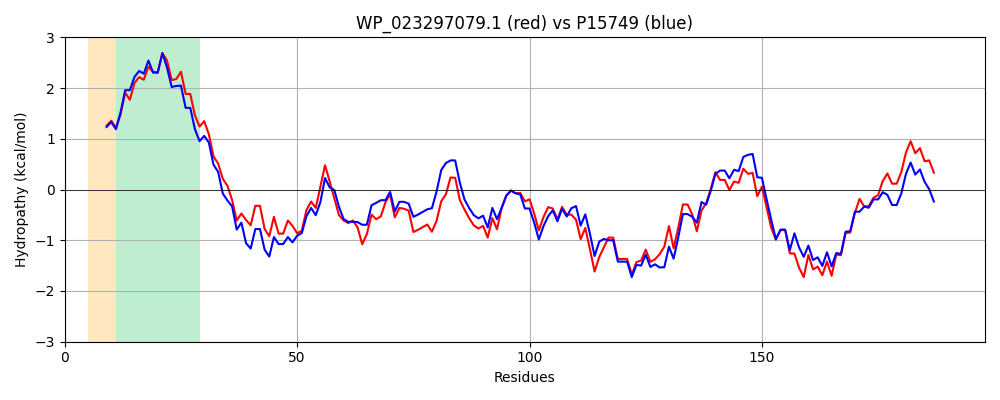 WP_023297079.1 (red) vs P15749 (blue)
Hydropathy (kcal/mol)
3
2
1
0
−1
−2
−3
0 50 100 150
Residues